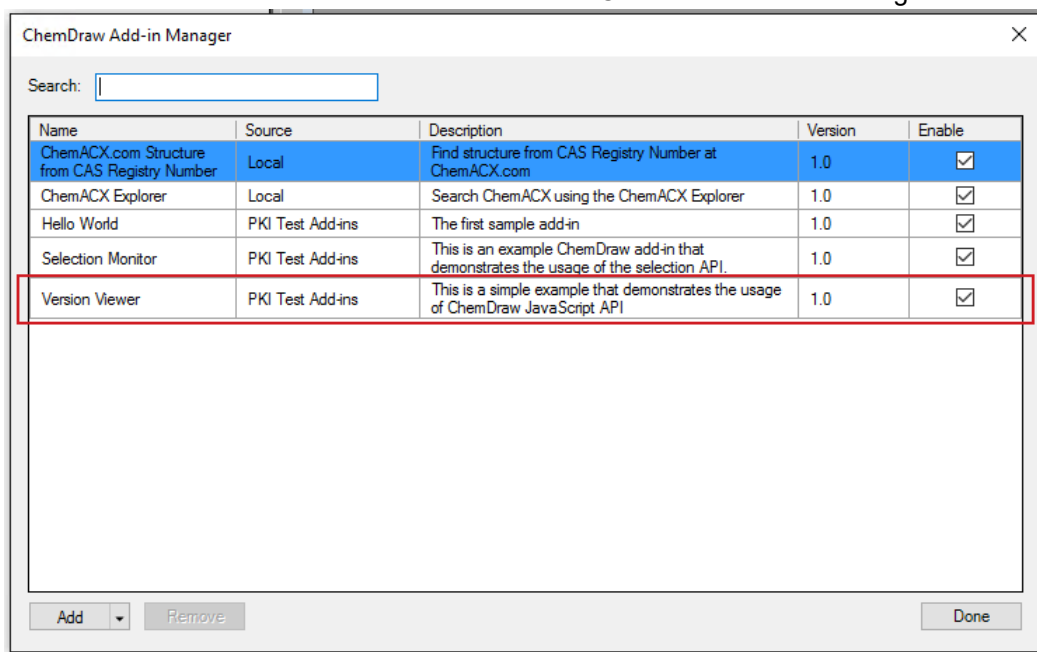 ChemDraw Add-in Manager
Search:
Name Source Description Version Enable
ChemACX.com Structure
from CAS Registry Number Local Find structure from CAS Registry Number at
ChemACX.com 1.0
ChemACX Explorer Local Search ChemACX using the ChemACX Explorer 1.0
Hello World PKI Test Add-ins The first sample add-in 1.0
Selection Monitor PKI Test Add-ins This is an example ChemDraw add-in that
demonstrates the usage of the selection API. 1.0
Version Viewer PKI Test Add-ins This is a simple example that demonstrates the usage
of ChemDraw JavaScript API 1.0
Add Remove Done